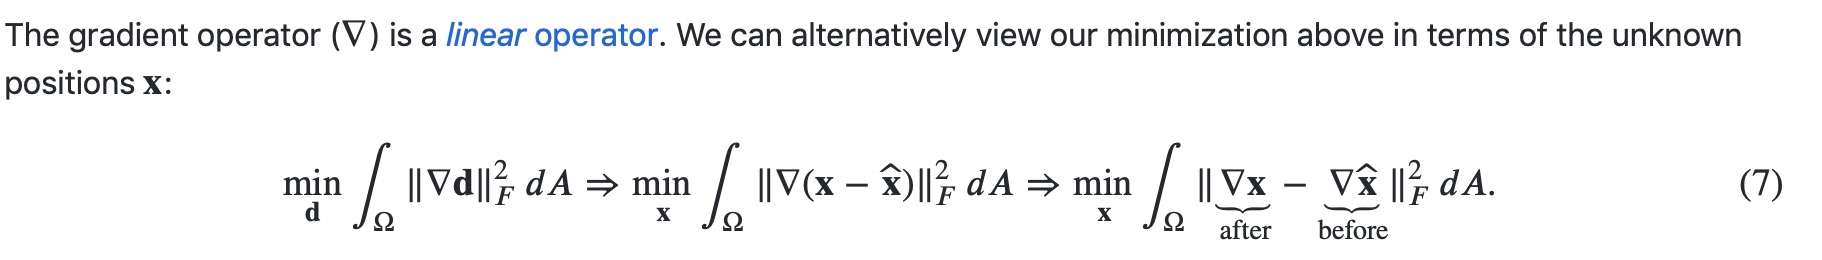 The gradient operator (∇) is a linear operator. We can alternatively view our minimization above in terms of the unknown
positions x:
min_d ∫_Ω ‖∇d‖²_F dA ⇒ min_x ∫_Ω ‖∇(x − x̂)‖²_F dA ⇒ min_x ∫_Ω ‖ ∇x − ∇x̂ ‖²_F dA. (7)
after before